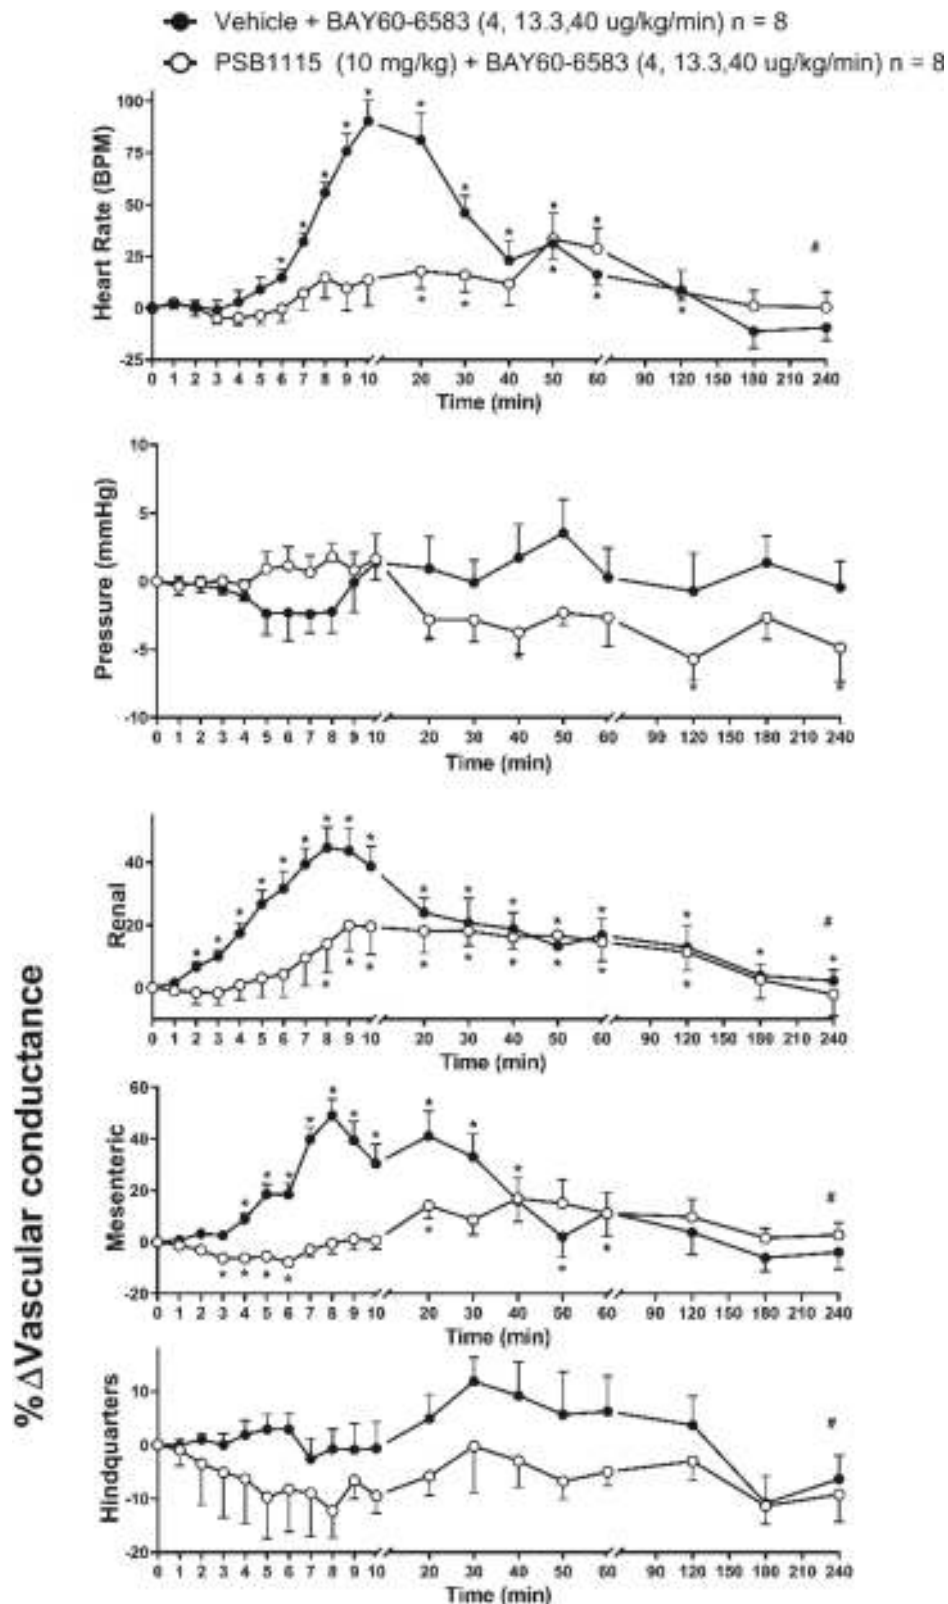 Vehicle + BAY60-6583 (4, 13.3,40 ug/kg/min) n = 8
PSB1115 (10 mg/kg) + BAY60-6583 (4, 13.3,40 ug/kg/min) n = 8
Heart Rate (BPM)
100
75
50
25
0
-25
* * * * * * * * * * *
* * * * *
#
0 1 2 3 4 5 6 7 8 9 10 20 30 40 50 60 90 120 150 180 210 240
Time (min)
Pressure (mmHg)
10
5
0
-5
-10
* * *
0 1 2 3 4 5 6 7 8 9 10 20 30 40 50 60 90 120 150 180 210 240
Time (min)
%ΔVascular conductance
Renal
40
20
0
* * * * * * * * * * * * * * * * *
* * * * * * * * *
#
0 1 2 3 4 5 6 7 8 9 10 20 30 40 50 60 90 120 150 180 210 240
Time (min)
Mesenteric
60
40
20
0
-20
* * * * * * * * * *
* * * * * * *
#
0 1 2 3 4 5 6 7 8 9 10 20 30 40 50 60 90 120 150 180 210 240
Time (min)
Hindquarters
10
0
-10
-20
#
0 1 2 3 4 5 6 7 8 9 10 20 30 40 50 60 90 120 150 180 210 240
Time (min)